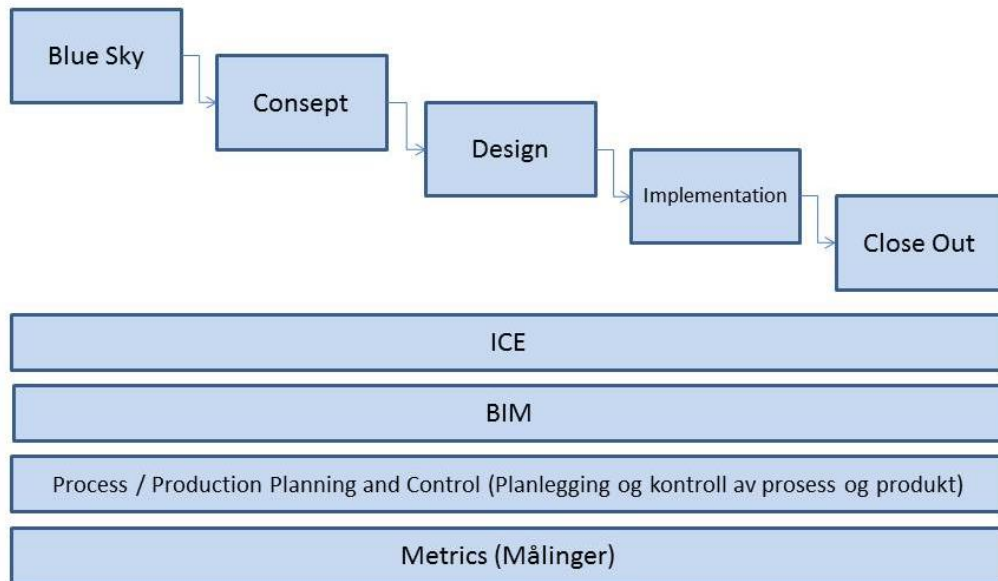 Blue Sky
Consept
Design
Implementation
Close Out
ICE
BIM
Process / Production Planning and Control (Planlegging og kontroll av prosess og produkt)
Metrics (Målinger)